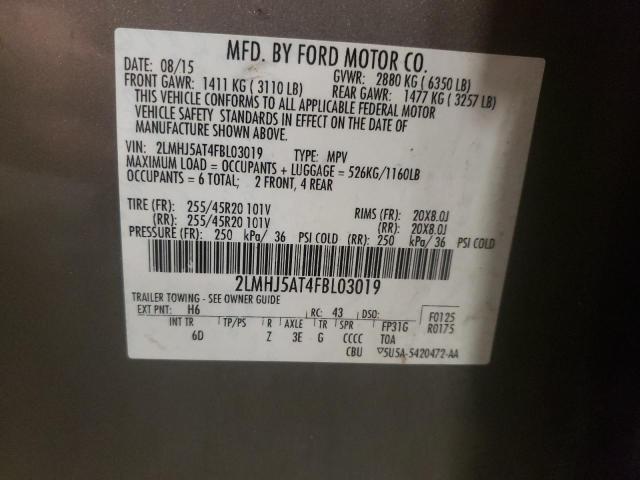 MFD. BY FORD MOTOR CO.
DATE: 08/15 GVWR: 2880 KG (6350 LB)
FRONT GAWR: 1411 KG (3110 LB) REAR GAWR: 1477 KG (3257 LB)
THIS VEHICLE CONFORMS TO ALL APPLICABLE FEDERAL MOTOR
VEHICLE SAFETY STANDARDS IN EFFECT ON THE DATE OF
MANUFACTURE SHOWN ABOVE.
VIN: 2LMHJ5AT4FBL03019 TYPE: MPV
MAXIMUM LOAD = OCCUPANTS + LUGGAGE = 526KG/1160LB
OCCUPANTS = 6 TOTAL; 2 FRONT, 4 REAR
TIRE (FR): 255/45R20 101V RIMS (FR): 20X8.0J
(RR): 255/45R20 101V (RR): 20X8.0J
PRESSURE (FR): 250 kPa/ 36 PSI COLD (RR): 250 kPa/36 PSI COLD
2LMHJ5AT4FBL03019
TRAILER TOWING - SEE OWNER GUIDE
EXT PNT: H6 RC: 43 DSO: F0125
R0175
INT TR TP/PS R AXLE TR SPR FP31G
6D Z 3E G CCCC TOA
CBU ▽5U5A-5420472-AA